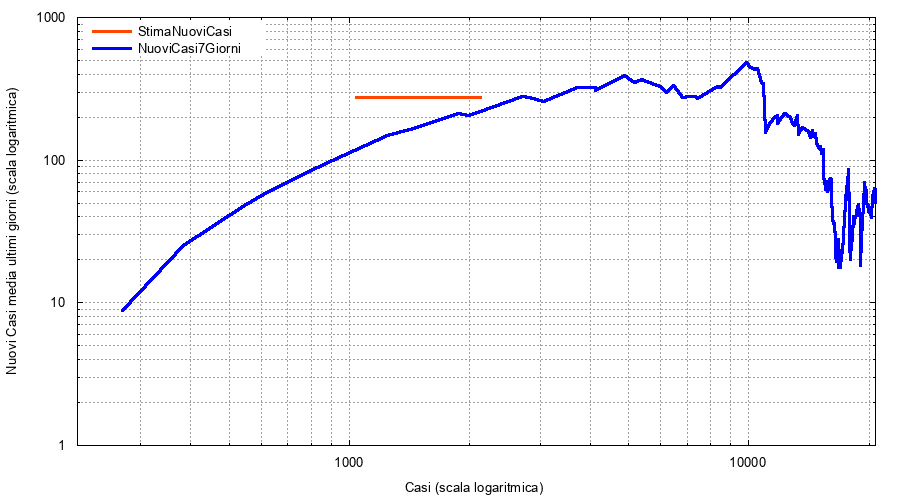 1000
StimaNuoviCasi
NuoviCasi7Giorni
100
10
1
1000
10000
Nuovi Casi media ultimi giorni (scala logaritmica)
Casi (scala logaritmica)